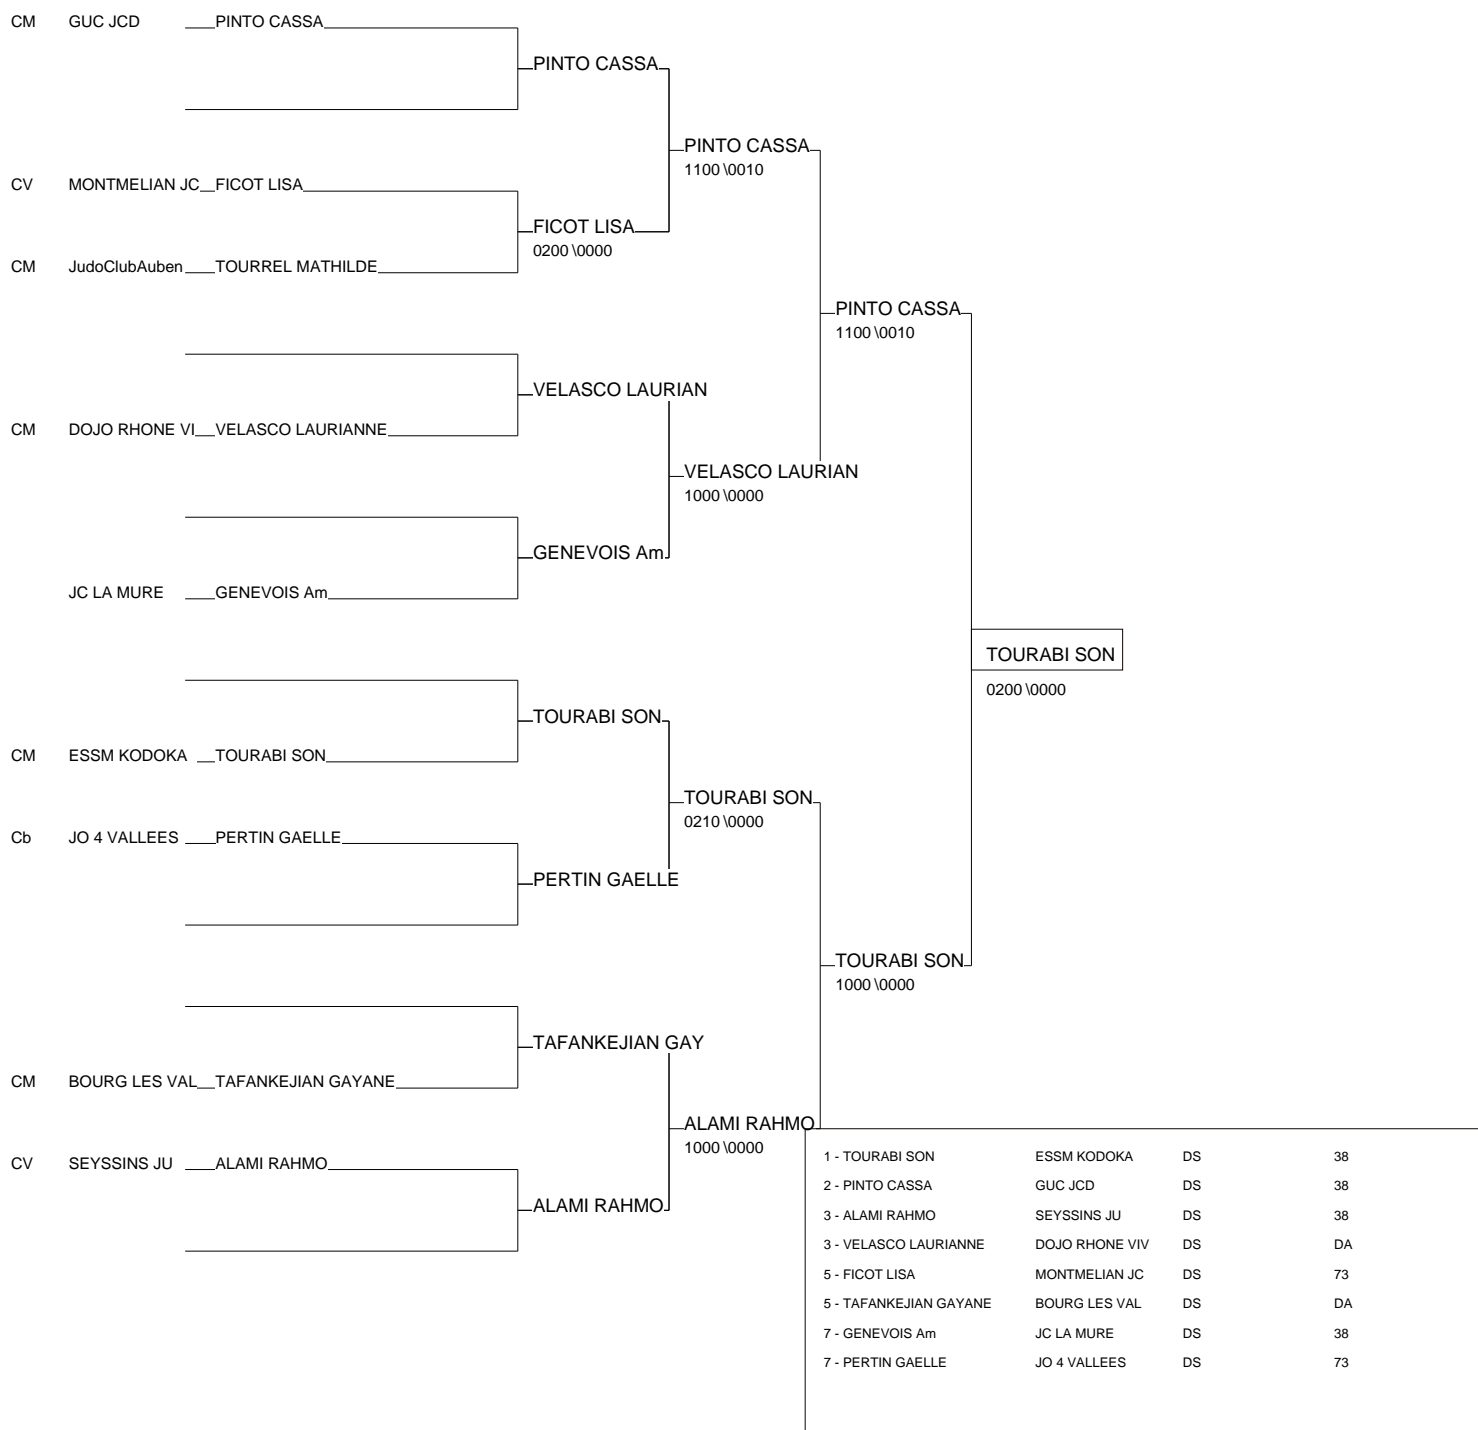 CM GUC JCD PINTO CASSA
PINTO CASSA
PINTO CASSA
1100 \0010
CV MONTMELIAN JC FICOT LISA
FICOT LISA
0200 \0000
CM JudoClubAuben TOURREL MATHILDE
PINTO CASSA
1100 \0010
VELASCO LAURIAN
CM DOJO RHONE VI VELASCO LAURIANNE
VELASCO LAURIAN
1000 \0000
GENEVOIS Am
JC LA MURE GENEVOIS Am
TOURABI SON
0200 \0000
TOURABI SON
CM ESSM KODOKA TOURABI SON
TOURABI SON
0210 \0000
Cb JO 4 VALLEES PERTIN GAELLE
PERTIN GAELLE
TOURABI SON
1000 \0000
TAFANKEJIAN GAY
CM BOURG LES VAL TAFANKEJIAN GAYANE
ALAMI RAHMO
1000 \0000
CV SEYSSINS JU ALAMI RAHMO
ALAMI RAHMO
1 - TOURABI SON ESSM KODOKA DS 38
2 - PINTO CASSA GUC JCD DS 38
3 - ALAMI RAHMO SEYSSINS JU DS 38
3 - VELASCO LAURIANNE DOJO RHONE VIV DS DA
5 - FICOT LISA MONTMELIAN JC DS 73
5 - TAFANKEJIAN GAYANE BOURG LES VAL DS DA
7 - GENEVOIS Am JC LA MURE DS 38
7 - PERTIN GAELLE JO 4 VALLEES DS 73